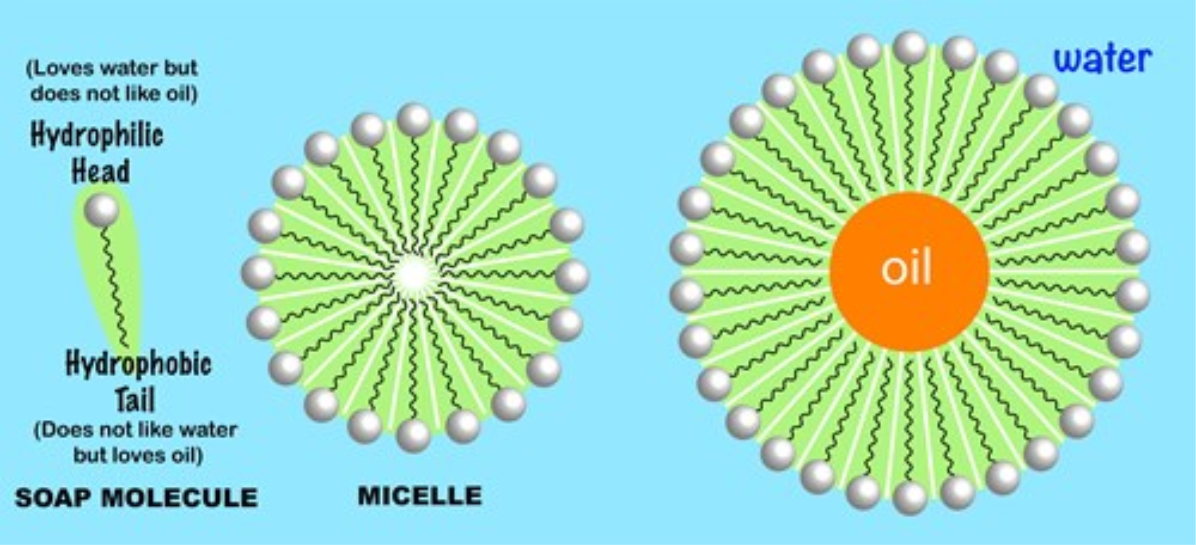 (Loves water but
does not like oil)
Hydrophilic
Head
Hydrophobic
Tail
(Does not like water
but loves oil)
SOAP MOLECULE
MICELLE
water
oil